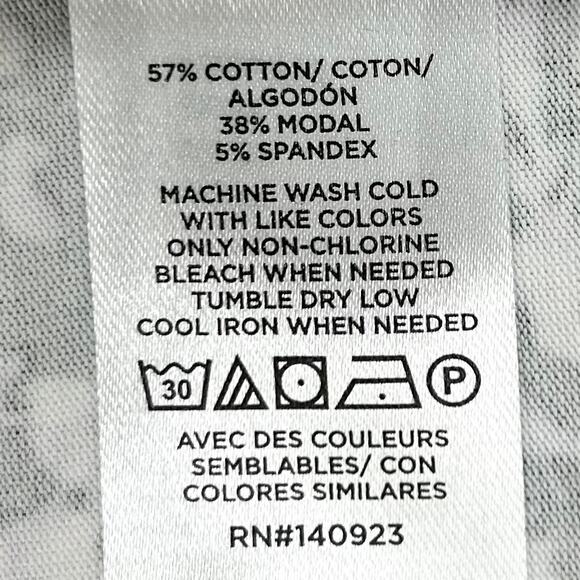 57% COTTON/ COTON/
ALGODÓN
38% MODAL
5% SPANDEX
MACHINE WASH COLD
WITH LIKE COLORS
ONLY NON-CHLORINE
BLEACH WHEN NEEDED
TUMBLE DRY LOW
COOL IRON WHEN NEEDED
30 P
AVEC DES COULEURS
SEMBLABLES/ CON
COLORES SIMILARES
RN#140923